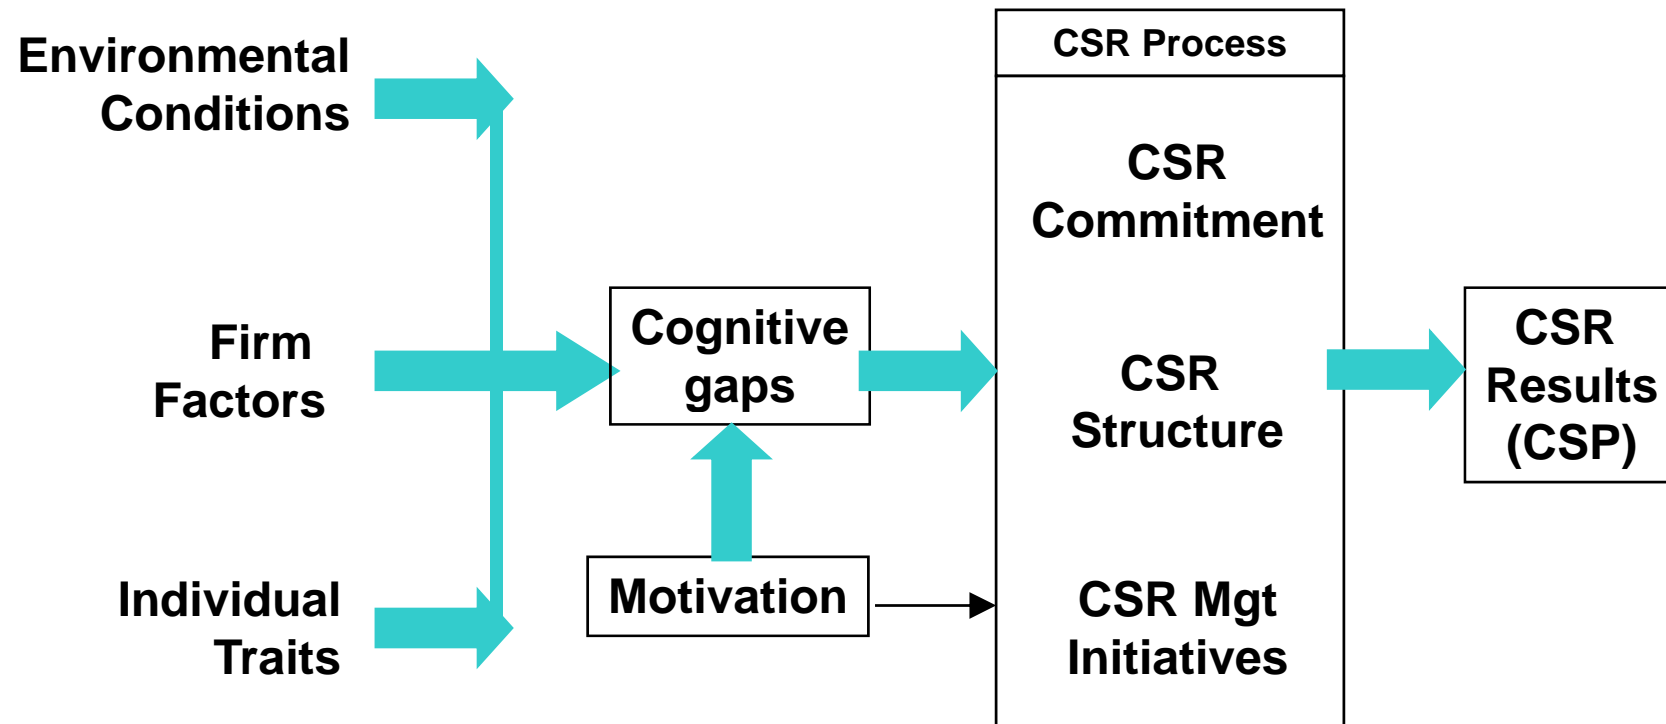 Environmental
Conditions
Firm
Factors
Individual
Traits
Cognitive
gaps
Motivation
CSR Process
CSR
Commitment
CSR
Structure
CSR Mgt
Initiatives
CSR
Results
(CSP)